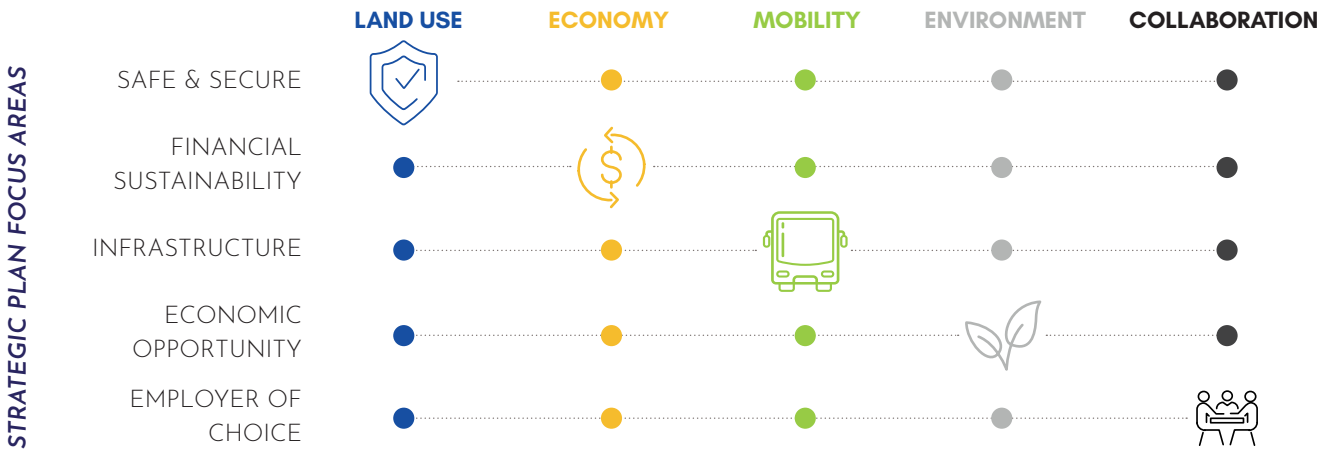 LAND USE
ECONOMY
MOBILITY
ENVIRONMENT
COLLABORATION
STRATEGIC PLAN FOCUS AREAS
SAFE & SECURE
FINANCIAL
SUSTAINABILITY
$
INFRASTRUCTURE
ECONOMIC
OPPORTUNITY
EMPLOYER OF
CHOICE